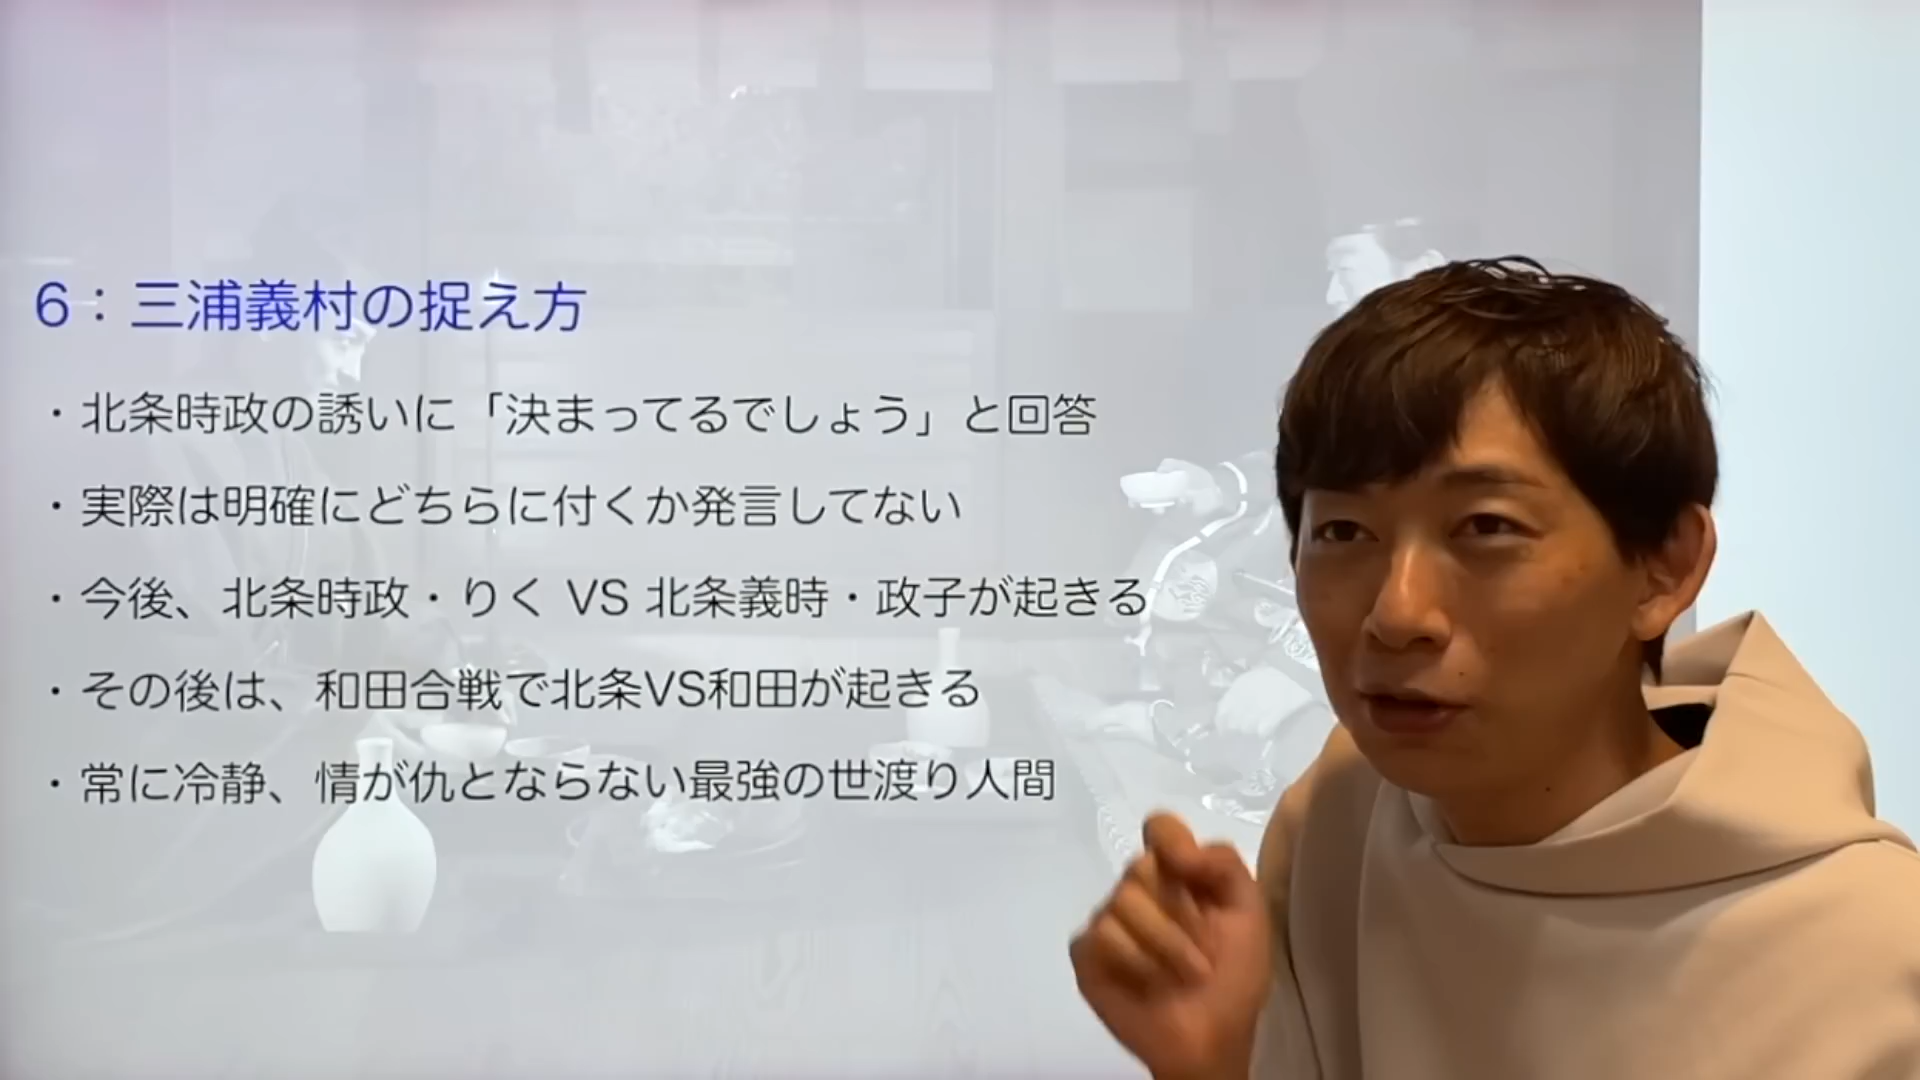 6：三浦義村の捉え方
・北条時政の誘いに「決まってるでしょう」と回答
・実際は明確にどちらに付くか発言してない
・今後、北条時政・りく VS 北条義時・政子が起きる
・その後は、和田合戦で北条VS和田が起きる
・常に冷静、情が仇とならない最強の世渡り人間